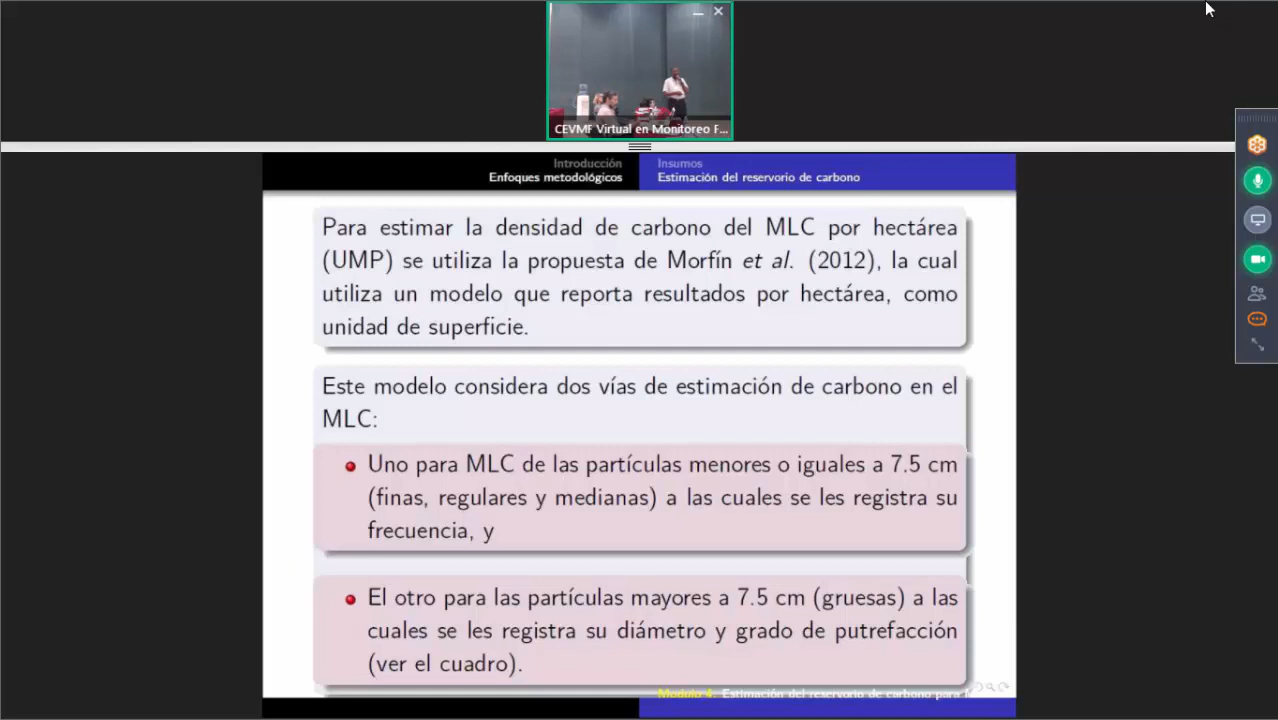 CEVMF Virtual en Monitoreo F...
Introducción
Enfoques metodológicos
Insumos
Estimación del reservorio de carbono
Para estimar la densidad de carbono del MLC por hectárea
(UMP) se utiliza la propuesta de Morfín et al. (2012), la cual
utiliza un modelo que reporta resultados por hectárea, como
unidad de superficie.
Este modelo considera dos vías de estimación de carbono en el
MLC:
Uno para MLC de las partículas menores o iguales a 7.5 cm
(finas, regulares y medianas) a las cuales se les registra su
frecuencia, y
El otro para las partículas mayores a 7.5 cm (gruesas) a las
cuales se les registra su diámetro y grado de putrefacción
(ver el cuadro).
Modulo 4. Estimación del reservorio de carbono para